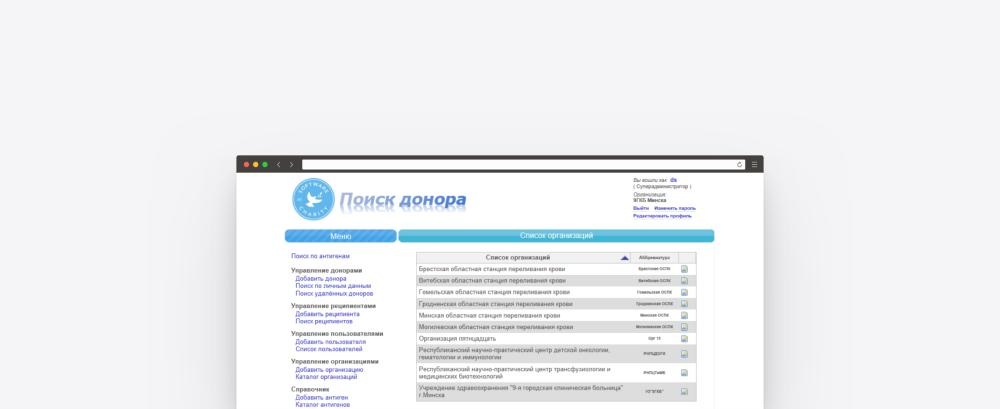 SOFTWARE CHARITY
Поиск донора
Вы вошли как: ds
( Суперадминистратор )
Организация:
9ГКБ Минска
Выйти Изменить пароль
Редактировать профиль
Меню
Список организаций
Поиск по антигенам
Управление донорами
Добавить донора
Поиск по личным данным
Поиск удалённых доноров
Управление реципиентами
Добавить реципиента
Поиск реципиентов
Управление пользователями
Добавить пользователя
Список пользователей
Управление организациями
Добавить организацию
Каталог организаций
Справочник
Добавить антиген
Каталог антигенов
Список организаций Аббревиатура
Брестская областная станция переливания крови Брестская ОСПК
Витебская областная станция переливания крови Витебская ОСПК
Гомельская областная станция переливания крови Гомельская ОСПК
Гродненская областная станция переливания крови Гродненская ОСПК
Минская областная станция переливания крови Минская ОСПК
Могилевская областная станция переливания крови Могилевская ОСПК
Организация пятнцадцать Орг 15
Республиканский научно-практический центр детской онкологии,
гематологии и иммунологии
Республиканский научно-практический центр трансфузиологии и
медицинских биотехнологий
Учреждение здравоохранения "9-я городская клиническая больница"
г.Минска